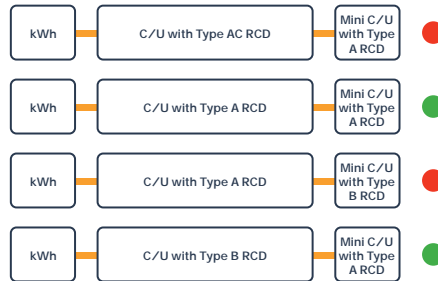 kWh
C/U with Type AC RCD
Mini C/U
with Type
A RCD
kWh
C/U with Type A RCD
Mini C/U
with Type
A RCD
kWh
C/U with Type A RCD
Mini C/U
with Type
B RCD
kWh
C/U with Type B RCD
Mini C/U
with Type
A RCD